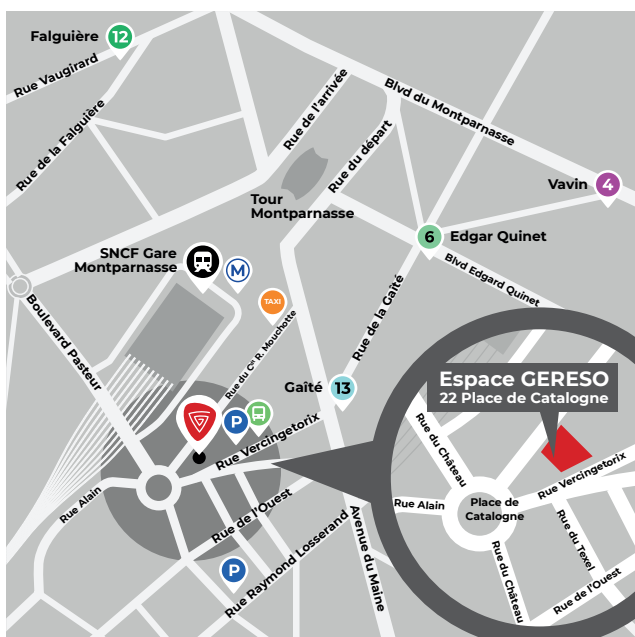 Falguière
12
Rue Vaugirard
Rue de la Falguière
Rue de l'arrivée
Rue du départ
Blvd du Montparnasse
Vavin
4
Tour
Montparnasse
6
Edgar Quinet
SNCF Gare
Montparnasse
M
Blvd Edgard Quinet
TAXI
Boulevard Pasteur
Rue du Cⁿ R. Mouchotte
Rue de la Gaîté
Gaîté
13
P
Rue Vercingetorix
Rue Alain
Rue de l'Ouest
P
Rue Raymond Losserand
Avenue du Maine
Espace GERESO
22 Place de Catalogne
Rue du Château
Rue Vercingetorix
Rue Alain
Place de
Catalogne
Rue du Texel
Rue du Château
Rue de l'Ouest